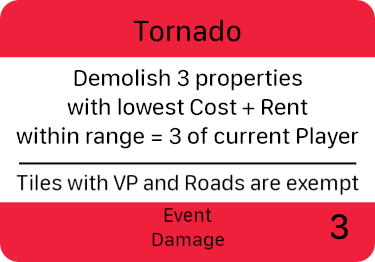 Tornado
Demolish 3 properties
with lowest Cost + Rent
within range = 3 of current Player
Tiles with VP and Roads are exempt
Event
Damage
3